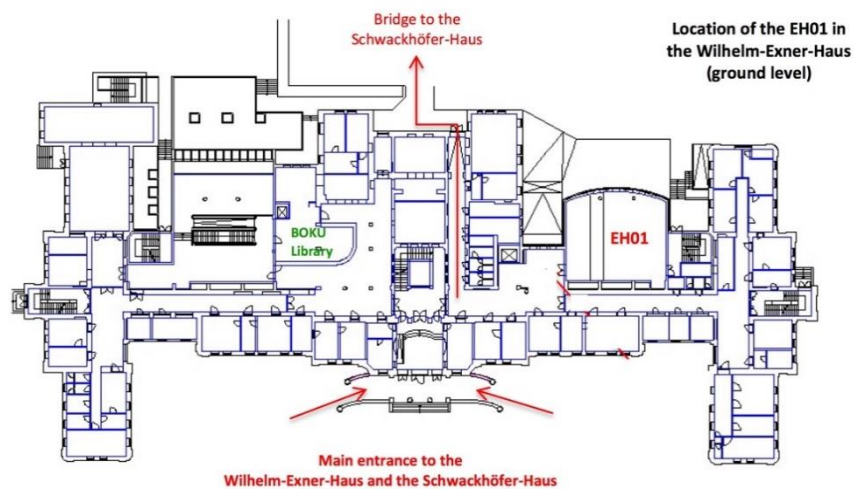 Bridge to the
Schwackhöfer-Haus
Location of the EH01 in
the Wilhelm-Exner-Haus
(ground level)
BOKU
Library
EH01
Main entrance to the
Wilhelm-Exner-Haus and the Schwackhöfer-Haus